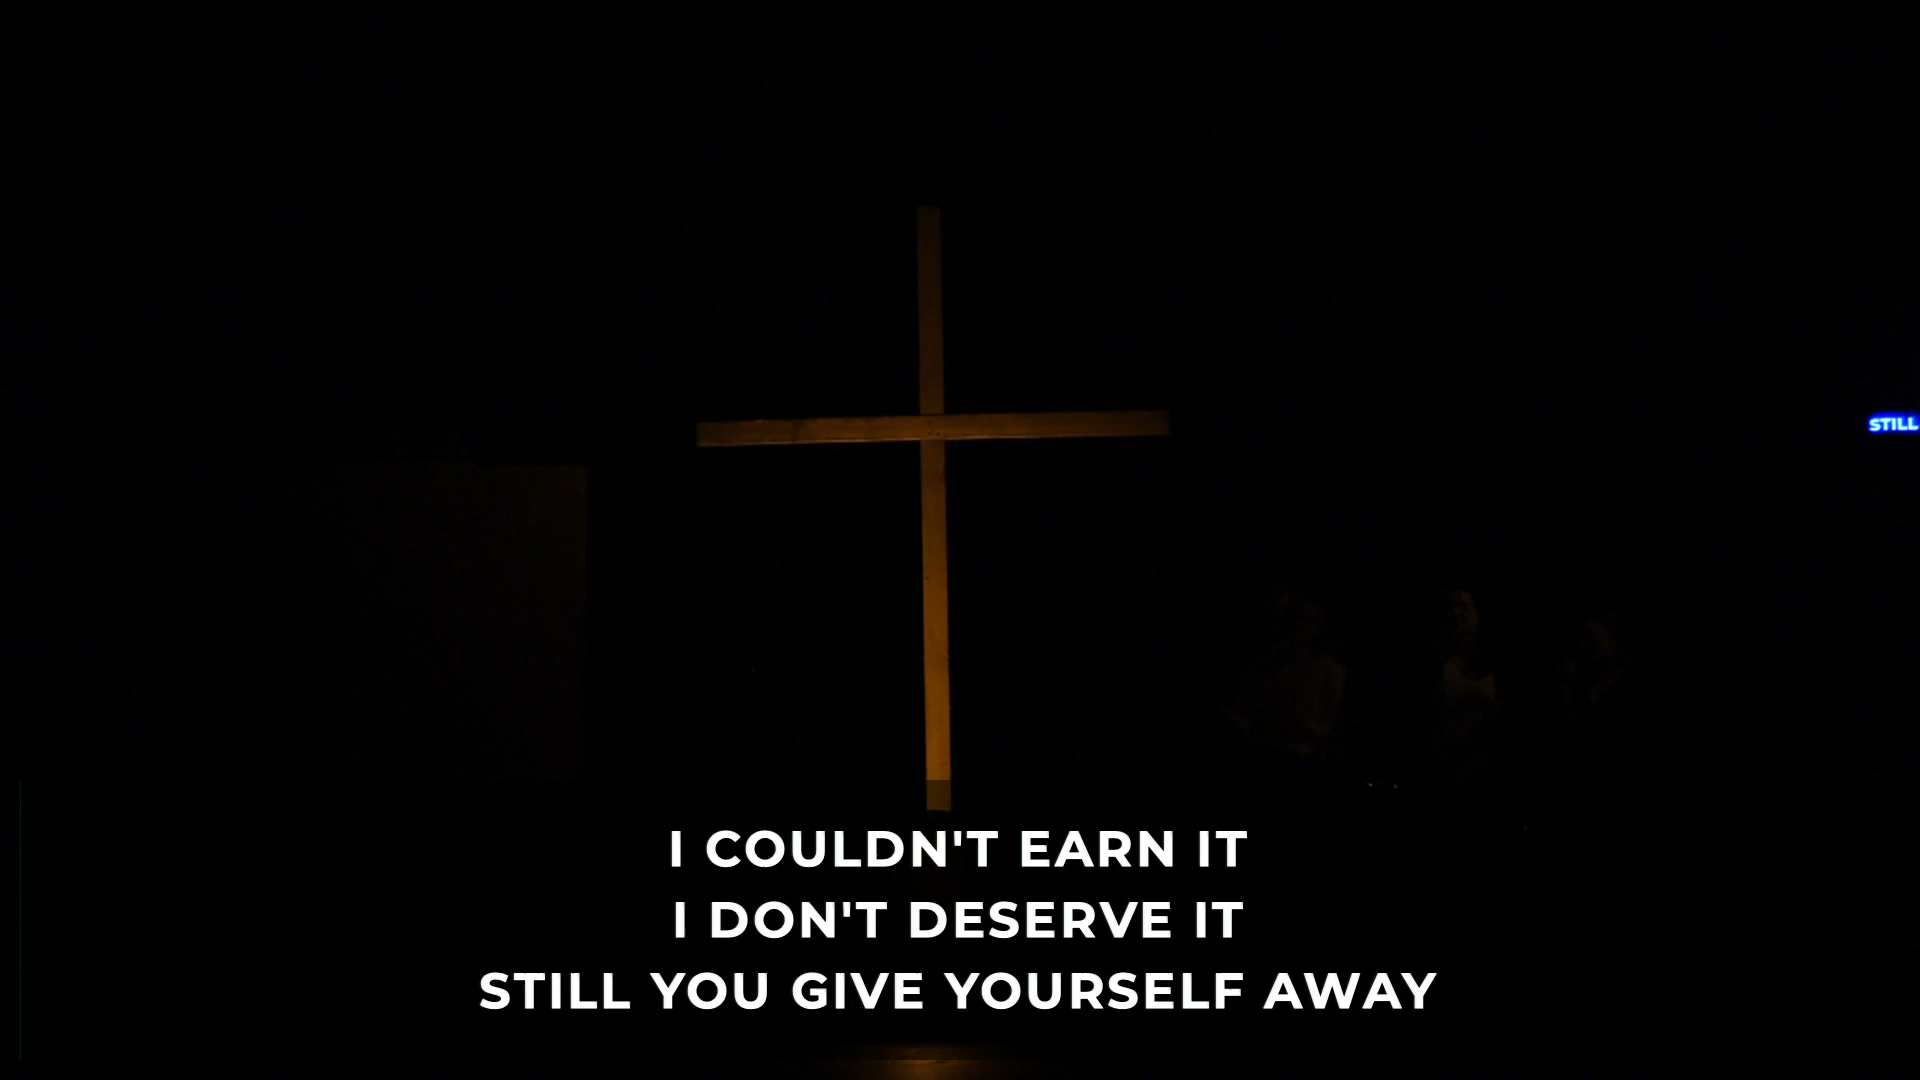 STILL
I COULDN'T EARN IT
I DON'T DESERVE IT
STILL YOU GIVE YOURSELF AWAY